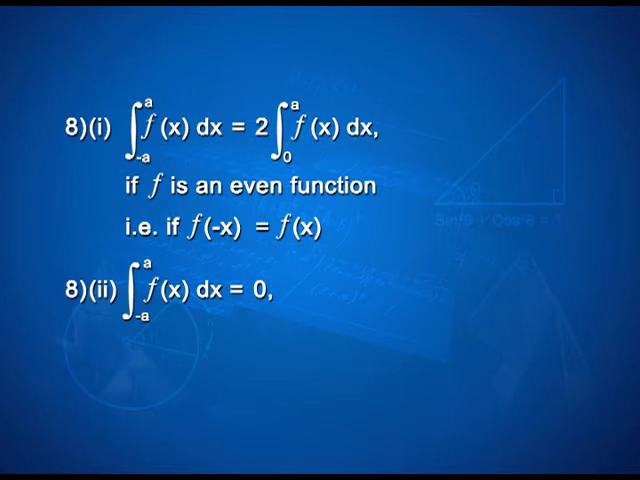 8)(i) ∫_{-a}^{a} f(x) dx = 2 ∫_{0}^{a} f(x) dx,
if f is an even function
i.e. if f(-x) = f(x)
8)(ii) ∫_{-a}^{a} f(x) dx = 0,